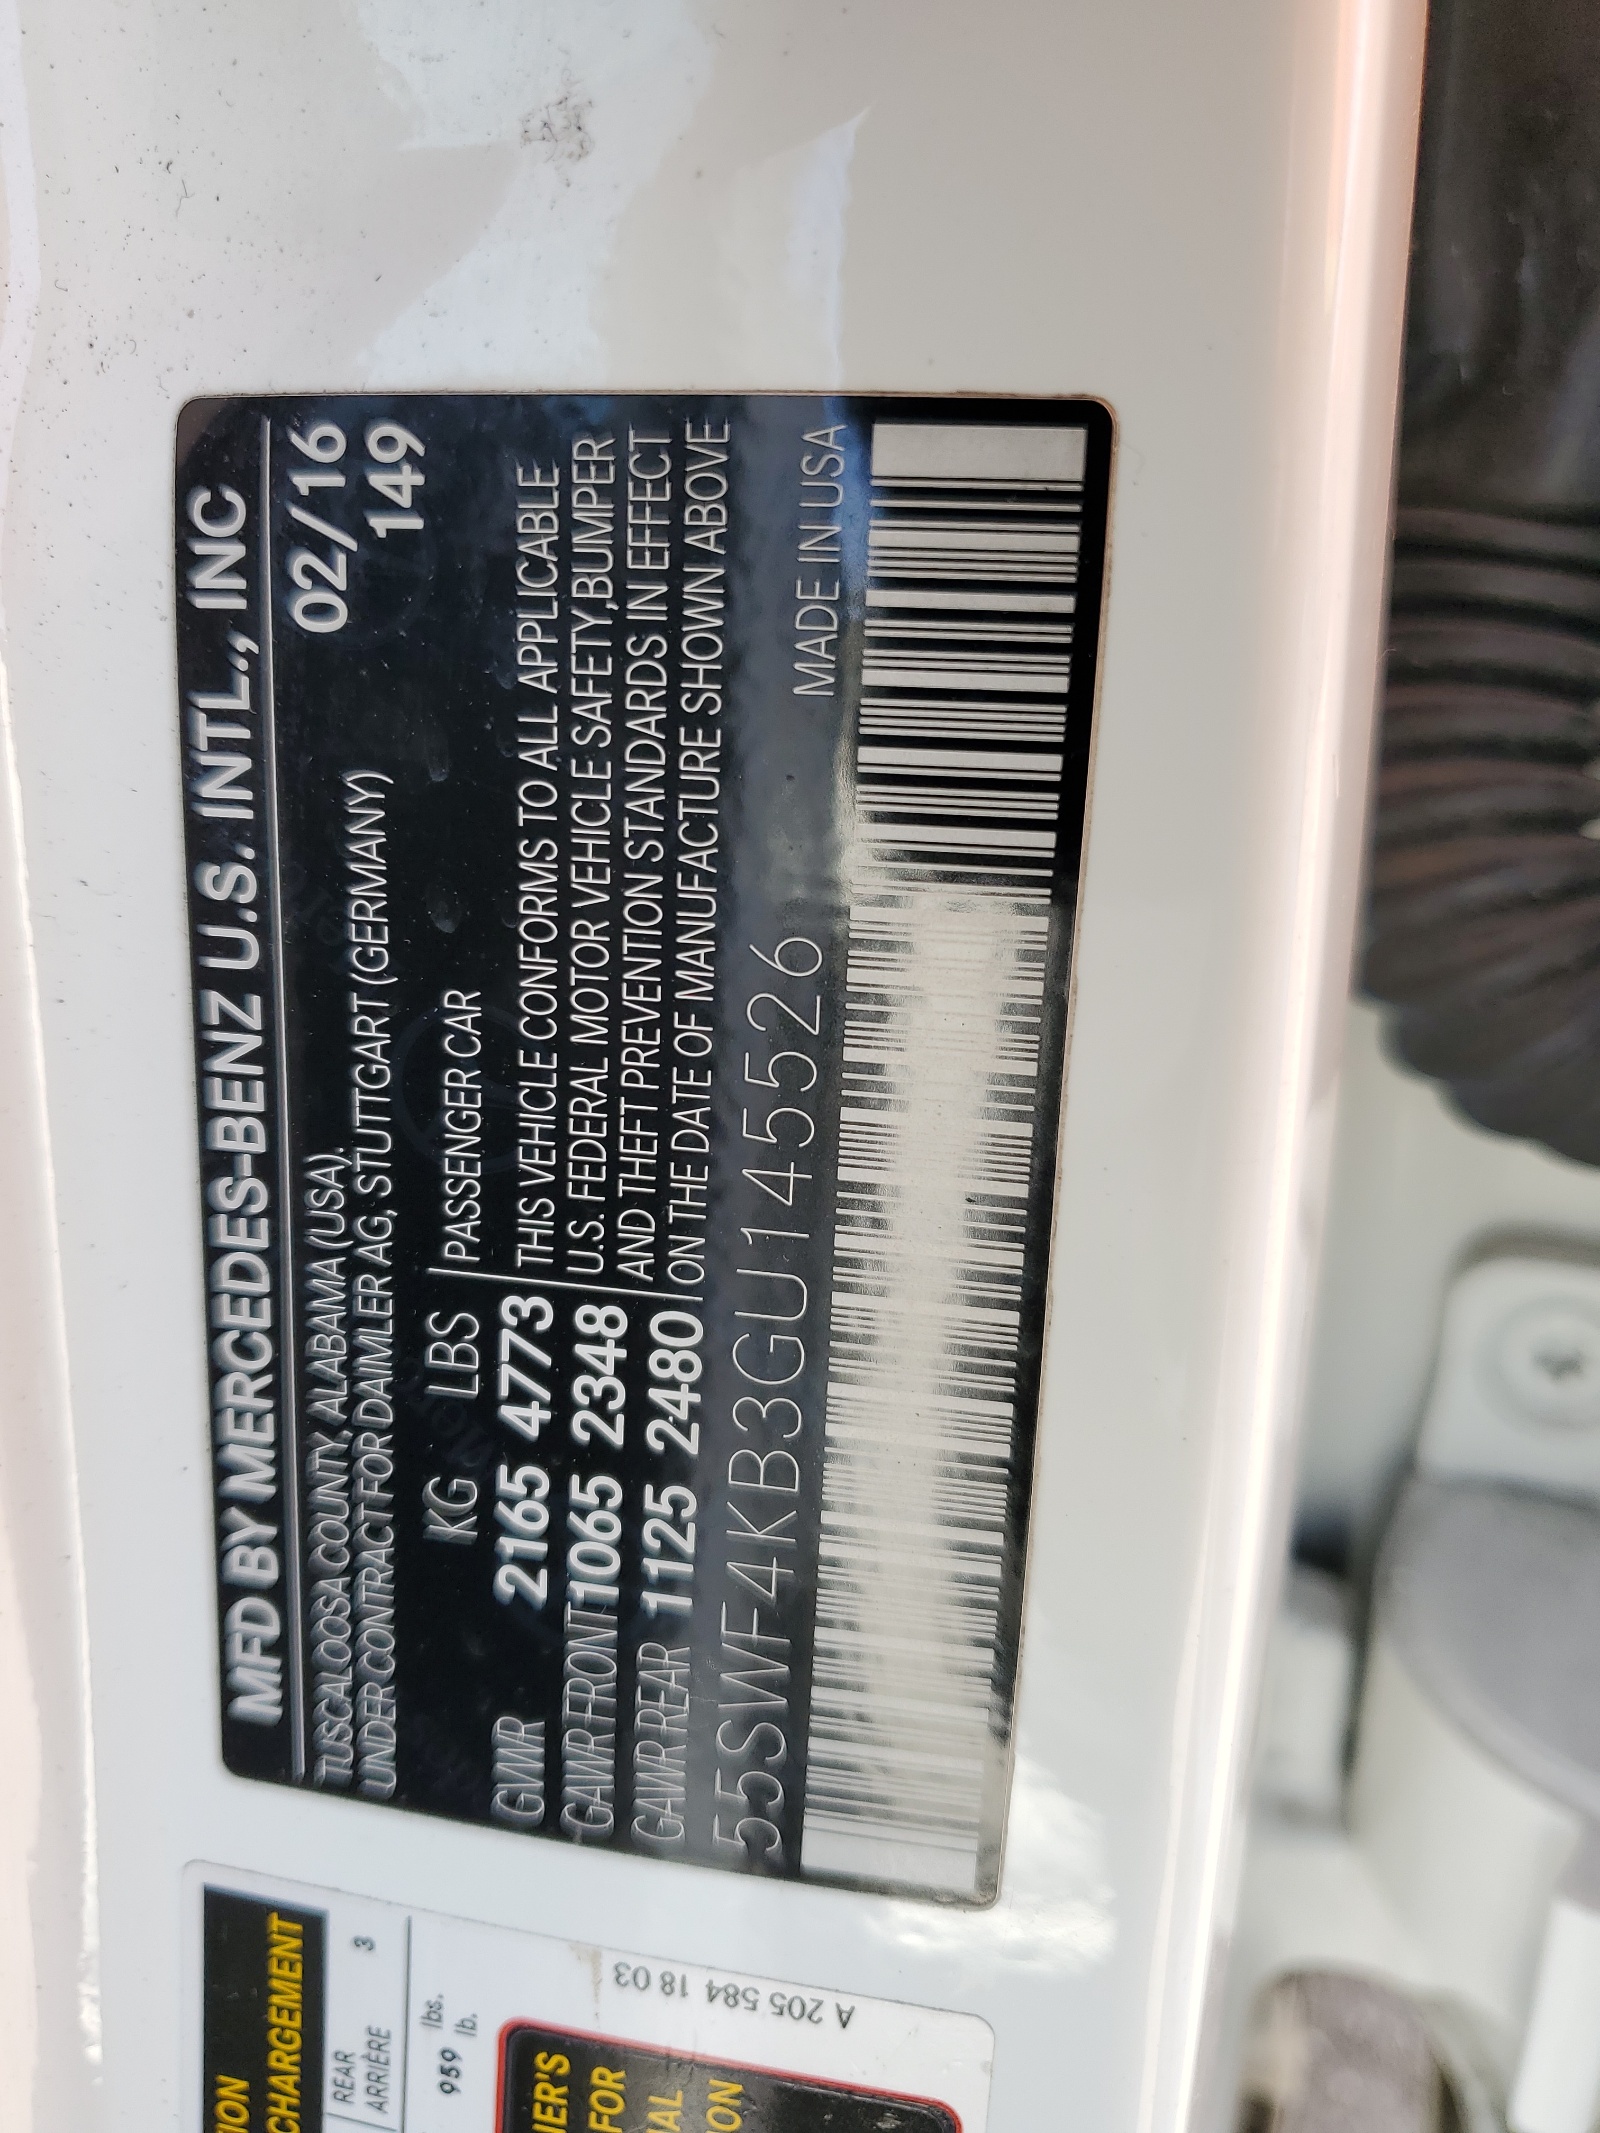 MFD BY MERCEDES-BENZ U.S. INTL., INC
02/16
TUSCALOOSA COUNTY, ALABAMA (USA).
149
UNDER CONTRACT FOR DAIMLER AG, STUTTGART (GERMANY)
KG LBS PASSENGER CAR
GVWR 2165 4773 THIS VEHICLE CONFORMS TO ALL APPLICABLE
GAWR FRONT 1065 2348 U.S. FEDERAL MOTOR VEHICLE SAFETY,BUMPER
GAWR REAR 1125 2480 AND THEFT PREVENTION STANDARDS IN EFFECT
ON THE DATE OF MANUFACTURE SHOWN ABOVE
55SWF4KB3GU145526
MADE IN USA
CHARGEMENT
REAR
ARRIÈRE 3
lbs.
959 lb.
FOR
A 205 584 18 03